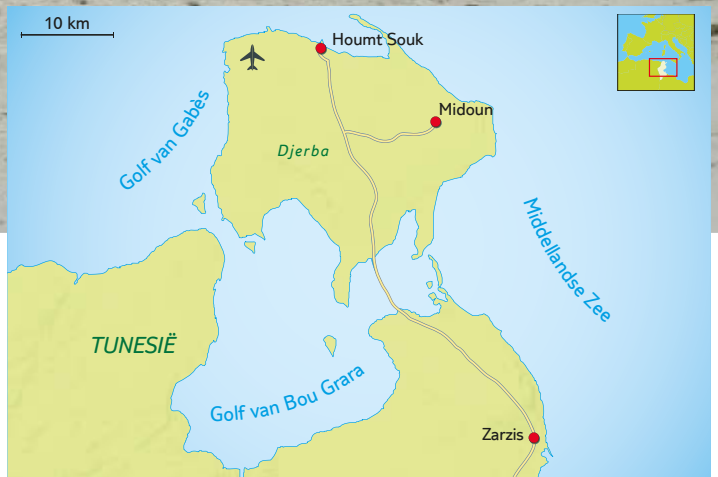 10 km
Houmt Souk
Midoun
Golf van Gabès
Djerba
Middellandse Zee
TUNESIË
Golf van Bou Grara
Zarzis